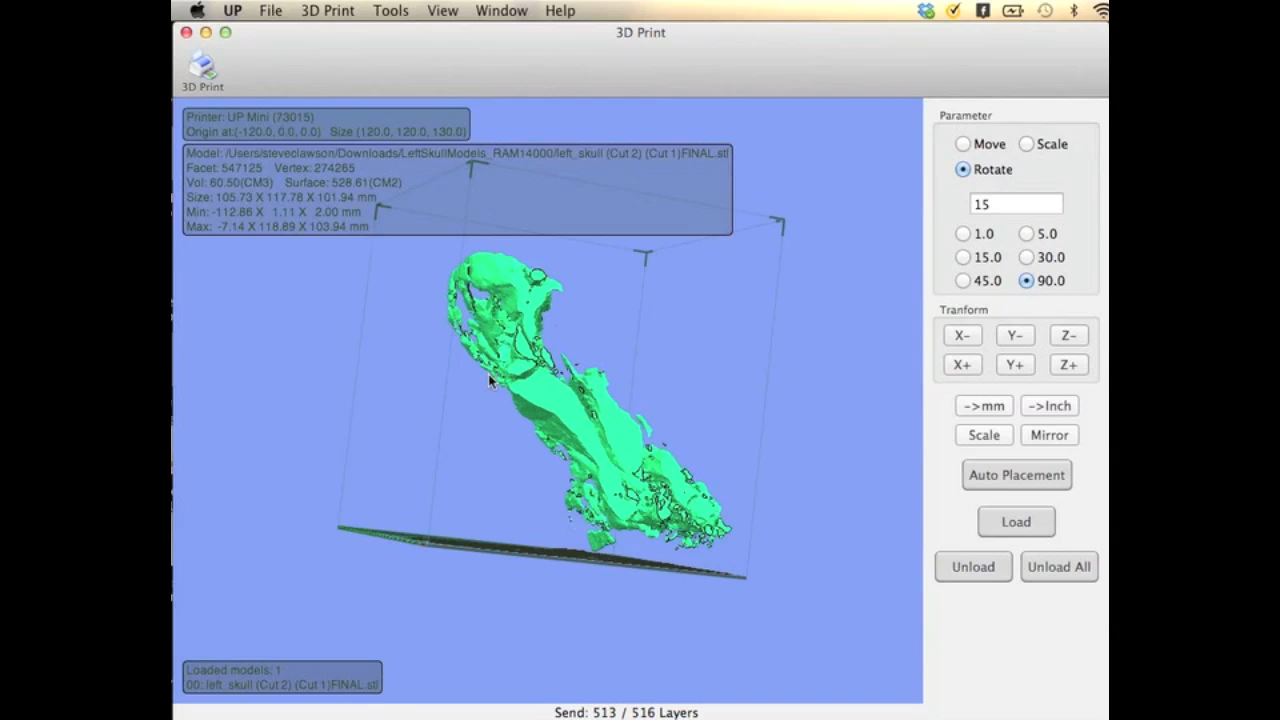 UP File 3D Print Tools View Window Help
3D Print
3D Print
Printer: UP Mini (73015)
Origin at:(-120.0, 0.0, 0.0) Size (120.0, 120.0, 130.0)
Model: /Users/steveclawson/Downloads/LeftSkullModels_RAM14000/left_skull (Cut 2) (Cut 1)FINAL.stl
Facet: 547125 Vertex: 274265
Vol: 60.50(CM3) Surface: 528.61(CM2)
Size: 105.73 X 117.78 X 101.94 mm
Min: -112.86 X 1.11 X 2.00 mm
Max: -7.14 X 118.89 X 103.94 mm
Parameter
Move Scale
Rotate
15
1.0 5.0
15.0 30.0
45.0 90.0
Tranform
X- Y- Z-
X+ Y+ Z+
->mm ->Inch
Scale Mirror
Auto Placement
Load
Unload Unload All
Loaded models: 1
00: left_skull (Cut 2) (Cut 1)FINAL.stl
Send: 513 / 516 Layers